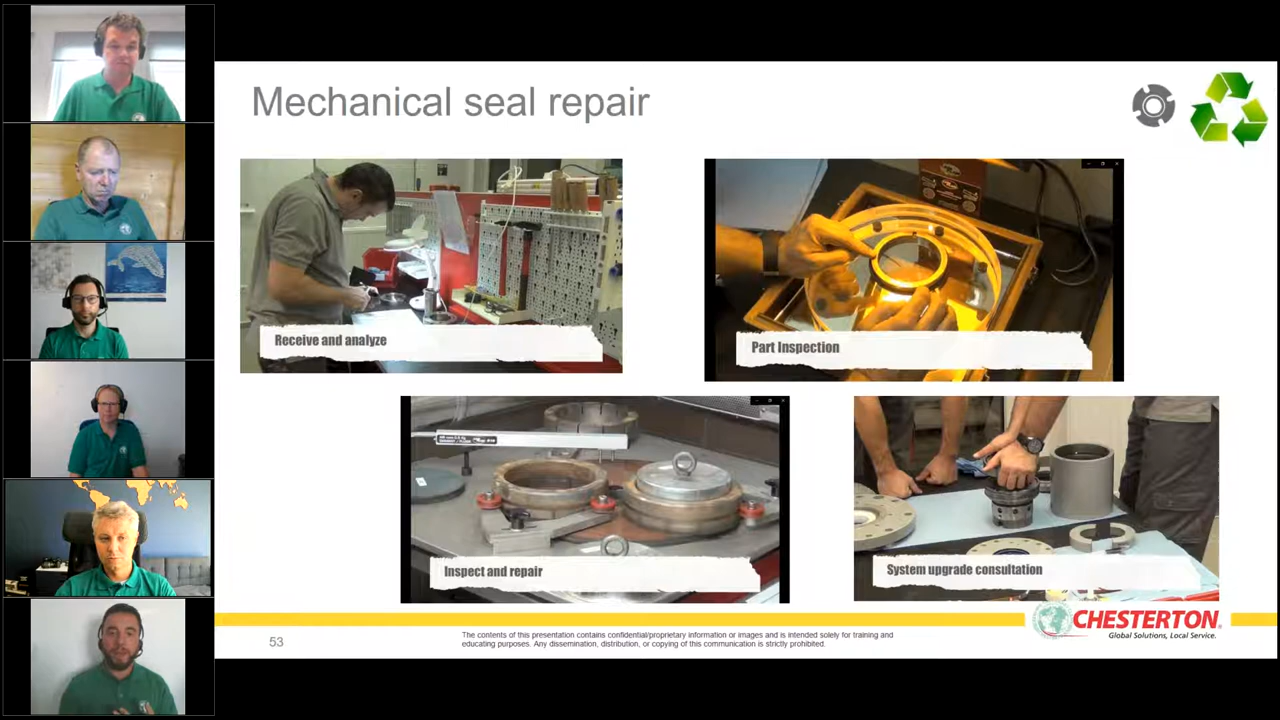 Mechanical seal repair
Receive and analyze
Part Inspection
Inspect and repair
System upgrade consultation
CHESTERTON
Global Solutions, Local Service.
53
The contents of this presentation contains confidential/proprietary information or images and is intended solely for training and
educating purposes. Any dissemination, distribution, or copying of this communication is strictly prohibited.